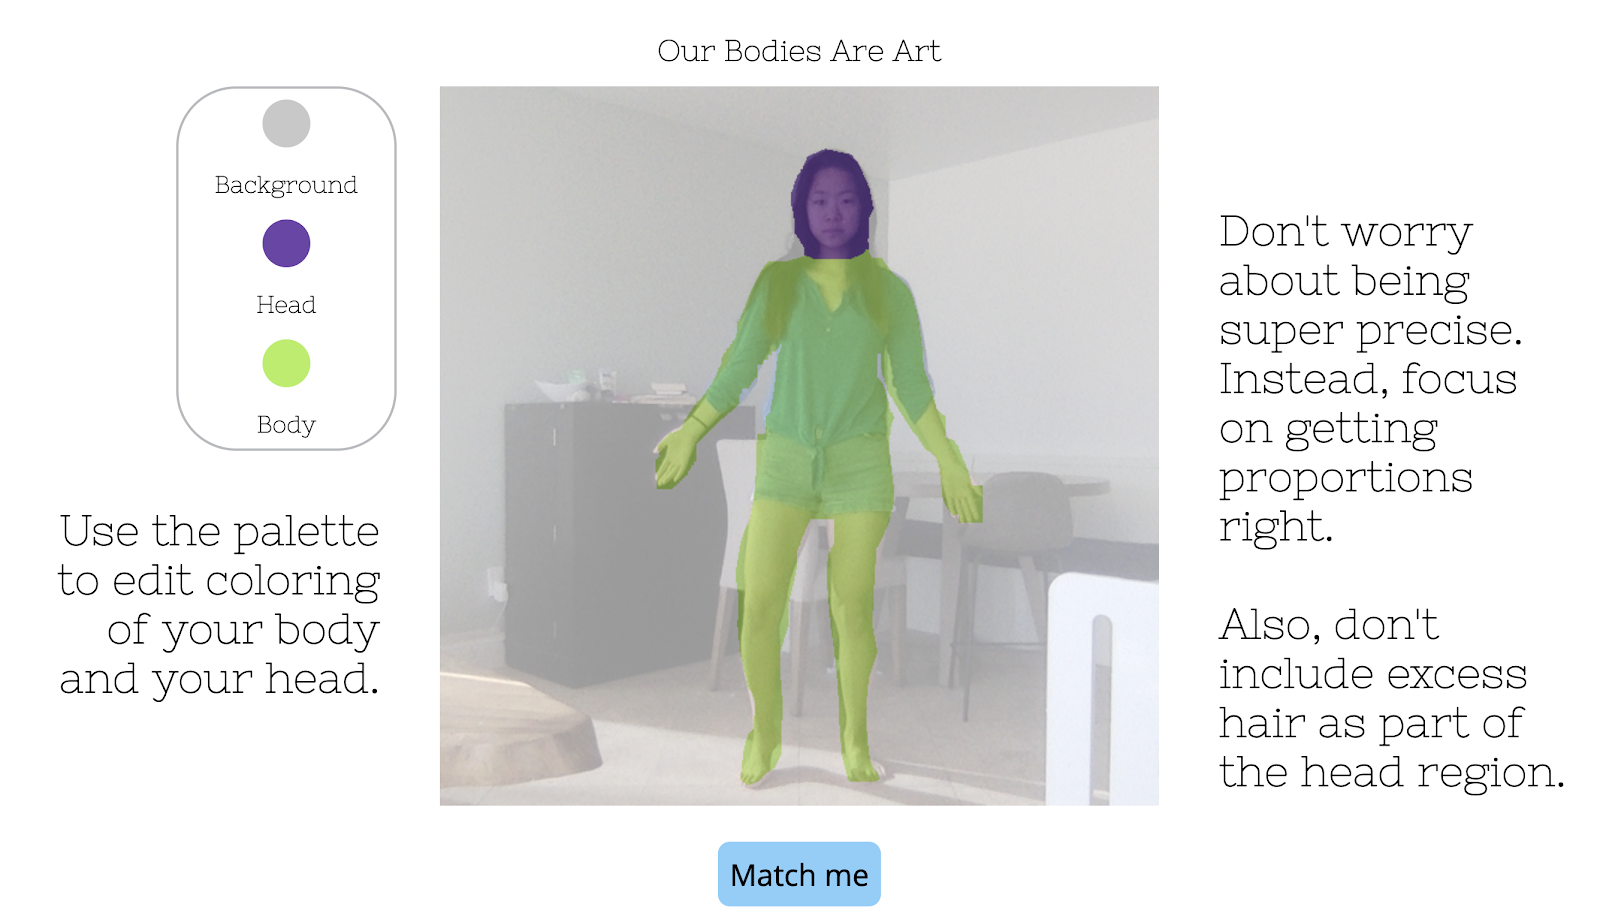 Our Bodies Are Art
Background
Head
Body
Use the palette
to edit coloring
of your body
and your head.
Don't worry
about being
super precise.
Instead, focus
on getting
proportions
right.
Also, don't
include excess
hair as part of
the head region.
Match me